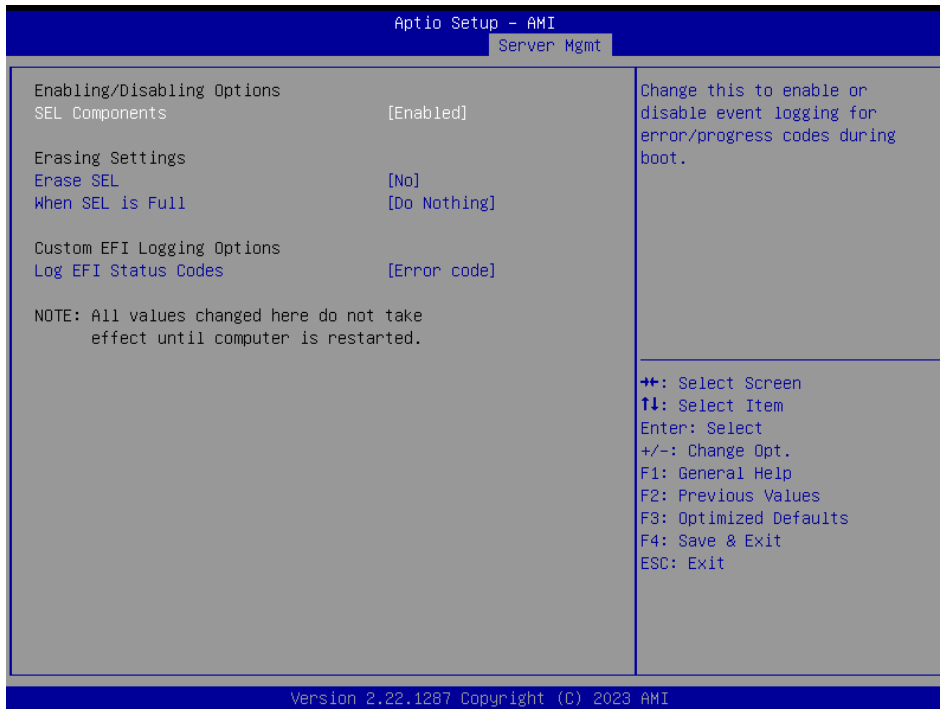 Aptio Setup – AMI
Server Mgmt
Enabling/Disabling Options
SEL Components [Enabled]
Erasing Settings
Erase SEL [No]
When SEL is Full [Do Nothing]
Custom EFI Logging Options
Log EFI Status Codes [Error code]
NOTE: All values changed here do not take
effect until computer is restarted.
Change this to enable or
disable event logging for
error/progress codes during
boot.
→←: Select Screen
↑↓: Select Item
Enter: Select
+/-: Change Opt.
F1: General Help
F2: Previous Values
F3: Optimized Defaults
F4: Save & Exit
ESC: Exit
Version 2.22.1287 Copyright (C) 2023 AMI